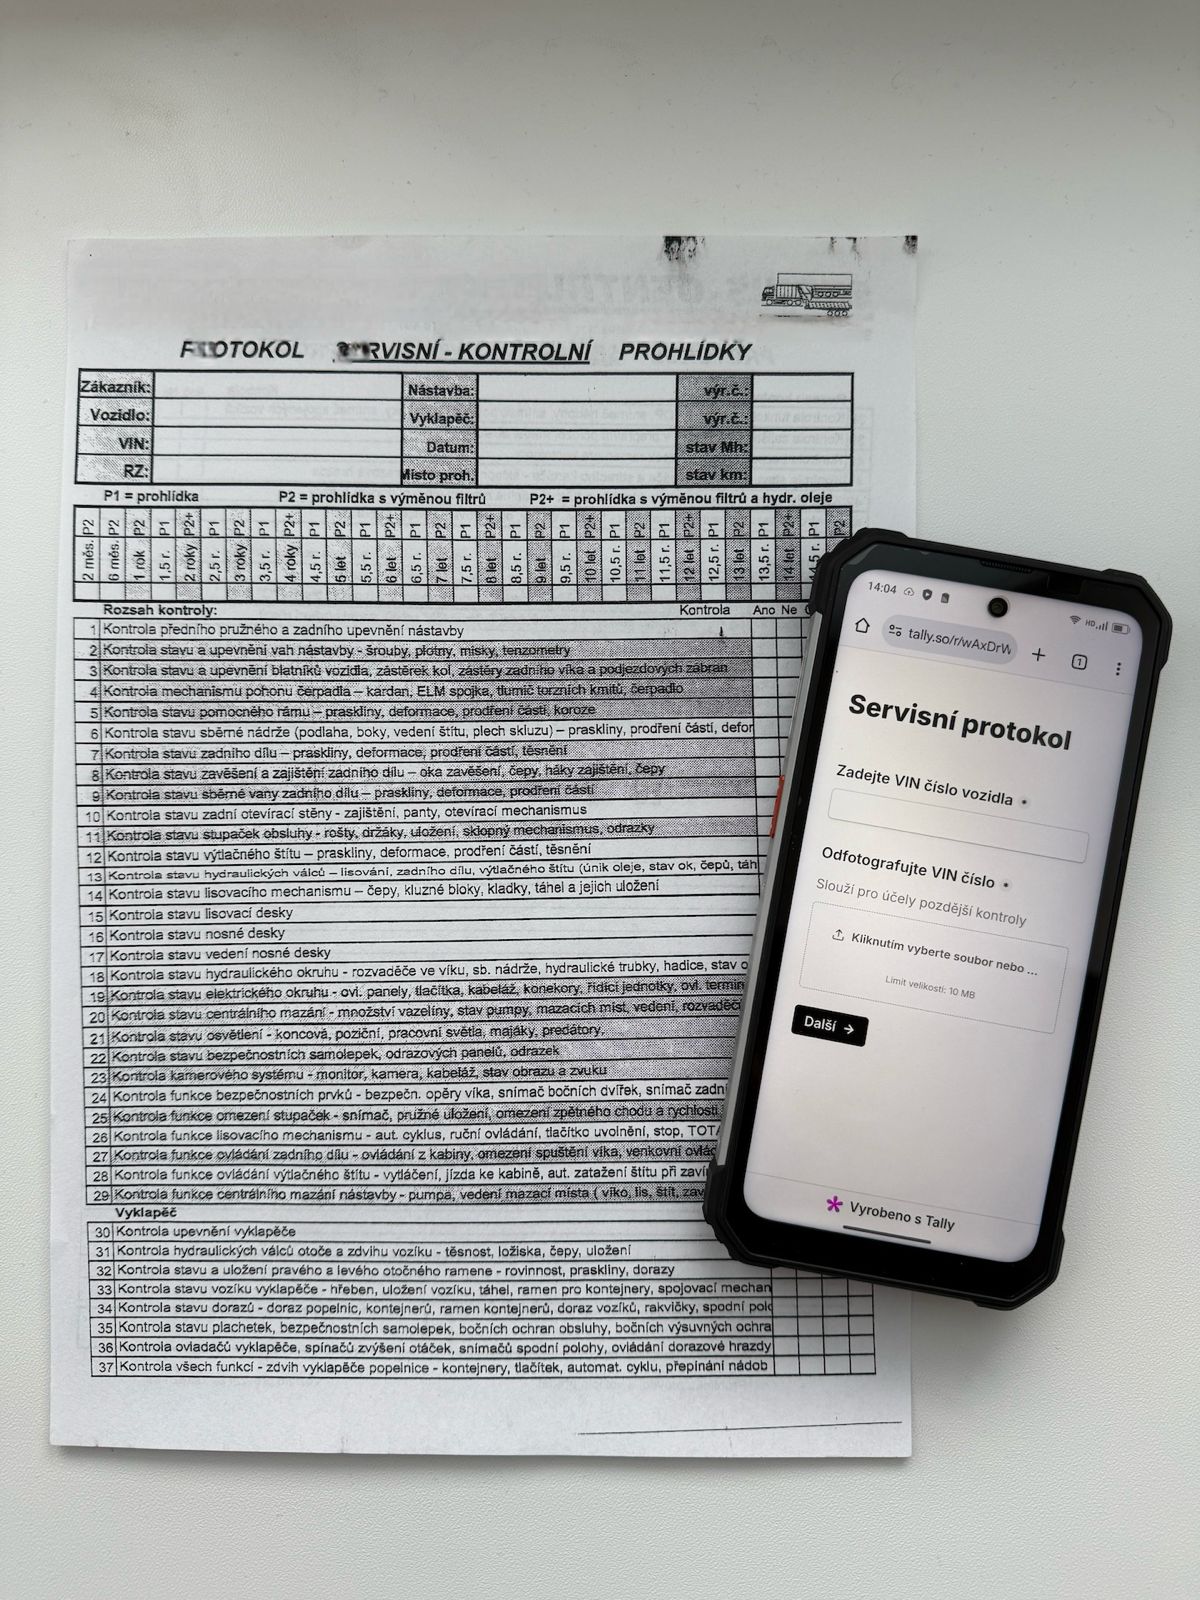 PROTOKOL SERVISNÍ - KONTROLNÍ PROHLÍDKY
Zákazník: Nástavba: výr.č.:
Vozidlo: Vyklapěč: výr.č.:
VIN: Datum: stav Mh:
RZ: Místo proh. stav km:
P1 = prohlídka P2 = prohlídka s výměnou filtrů P2+ = prohlídka s výměnou filtrů a hydr. oleje
P2 P1 P2 P1 P2+ P1 P2 P1 P2+ P1 P2 P1 P2+ P1 P2 P1 P2+ P1 P2 P1 P2+ P1 P2 P1 P2+ P1 P2 P1 P2+ P1 P2
2 měs. 6 měs. 1 rok 1,5 r. 2 roky 2,5 r. 3 roky 3,5 r. 4 roky 4,5 r. 5 let 5,5 r. 6 let 6,5 r. 7 let 7,5 r. 8 let 8,5 r. 9 let 9,5 r. 10 let 10,5 r. 11 let 11,5 r. 12 let 12,5 r. 13 let 13,5 r. 14 let
Rozsah kontroly: Kontrola Ano Ne
1 Kontrola předního pružného a zadního upevnění nástavby
2 Kontrola stavu a upevnění vah nástavby - šrouby, plotny, misky, tenzometry
3 Kontrola stavu a upevnění blatníků vozidla, zástěrek kol, zástěry zadního víka a podjezdových zábran
4 Kontrola mechanismu pohonu čerpadla – kardan, ELM spojka, tlumič torzních kmitů, čerpadlo
5 Kontrola stavu pomocného rámu – praskliny, deformace, prodření částí, koroze
6 Kontrola stavu sběrné nádrže (podlaha, boky, vedení štítu, plech skluzu) – praskliny, prodření částí, defor
7 Kontrola stavu zadního dílu – praskliny, deformace, prodření částí, těsnění
8 Kontrola stavu zavěšení a zajištění zadního dílu – oka zavěšení, čepy, háky zajištění, čepy
9 Kontrola stavu sběrné vany zadního dílu – praskliny, deformace, prodření částí
10 Kontrola stavu zadní otevírací stěny - zajištění, panty, otevírací mechanismus
11 Kontrola stavu stupaček obsluhy - rošty, držáky, uložení, sklopný mechanismus, odrazky
12 Kontrola stavu výtlačného štítu – praskliny, deformace, prodření částí, těsnění
13 Kontrola stavu hydraulických válců – lisování, zadního dílu, výtlačného štítu (únik oleje, stav ok, čepů, táh
14 Kontrola stavu lisovacího mechanismu – čepy, kluzné bloky, kladky, táhel a jejich uložení
15 Kontrola stavu lisovací desky
16 Kontrola stavu nosné desky
17 Kontrola stavu vedení nosné desky
18 Kontrola stavu hydraulického okruhu - rozvaděče ve víku, sb. nádrže, hydraulické trubky, hadice, stav o
19 Kontrola stavu elektrického okruhu - ovl. panely, tlačítka, kabeláž, konekory, řídící jednotky, ovl. termin
20 Kontrola stavu centrálního mazání - množství vazelíny, stav pumpy, mazacích míst, vedení, rozvaděčí
21 Kontrola stavu osvětlení - koncová, poziční, pracovní světla, majáky, predátory.
22 Kontrola stavu bezpečnostních samolepek, odrazových panelů, odrazek
23 Kontrola kamerového systému - monitor, kamera, kabeláž, stav obrazu a zvuku
24 Kontrola funkce bezpečnostních prvků - bezpečn. opěry víka, snímač bočních dvířek, snímač zadní
25 Kontrola funkce omezení stupaček - snímač, pružné uložení, omezení zpětného chodu a rychlosti
26 Kontrola funkce lisovacího mechanismu - aut. cyklus, ruční ovládání, tlačítko uvolnění, stop, TOTA
27 Kontrola funkce ovládání zadního dílu - ovládání z kabiny, omezení spuštění víka, venkovní ovlád
28 Kontrola funkce ovládání výtlačného štítu - vytláčení, jízda ke kabině, aut. zatažení štítu při zavír
29 Kontrola funkce centrálního mazání nástavby - pumpa, vedení mazací místa ( víko, lis, štít, zav
Vyklapěč
30 Kontrola upevnění vyklapěče
31 Kontrola hydraulických válců otoče a zdvihu vozíku - těsnost, ložiska, čepy, uložení
32 Kontrola stavu a uložení pravého a levého otočného ramene - rovinnost, praskliny, dorazy
33 Kontrola stavu vozíku vyklapěče - hřeben, uložení vozíku, táhel, ramen pro kontejnery, spojovací mechan
34 Kontrola stavu dorazů - doraz popelnic, kontejnerů, ramen kontejnerů, doraz vozíků, rakvičky, spodní polo
35 Kontrola stavu plachetek, bezpečnostních samolepek, bočních ochran obsluhy, bočních výsuvných ochra
36 Kontrola ovladačů vyklapěče, spínačů zvýšení otáček, snímačů spodní polohy, ovládání dorazové hrazdy
37 Kontrola všech funkcí - zdvih vyklapěče popelnice - kontejnery, tlačítek, automat. cyklu, přepínání nádob
14:04
tally.so/r/wAxDrW
Servisní protokol
Zadejte VIN číslo vozidla *
Odfotografujte VIN číslo *
Slouží pro účely pozdější kontroly
Kliknutím vyberte soubor nebo ...
Limit velikosti: 10 MB
Další →
Vyrobeno s Tally